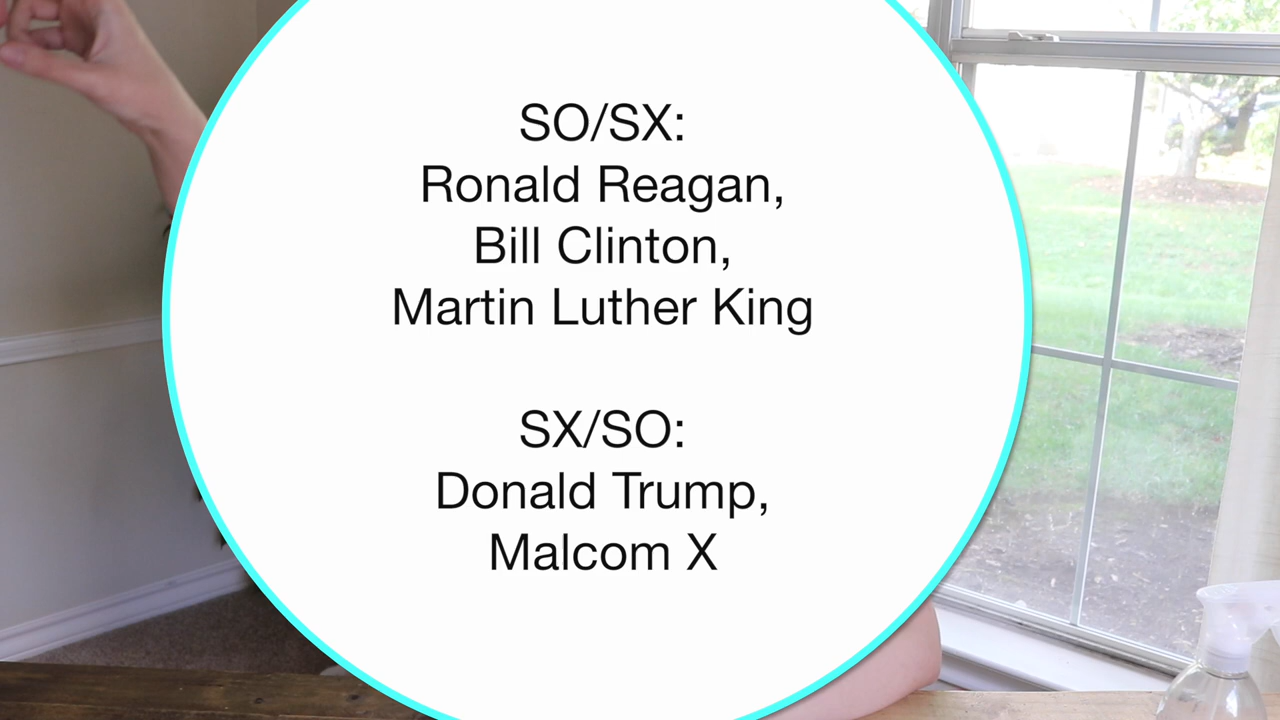 SO/SX:
Ronald Reagan,
Bill Clinton,
Martin Luther King
SX/SO:
Donald Trump,
Malcom X